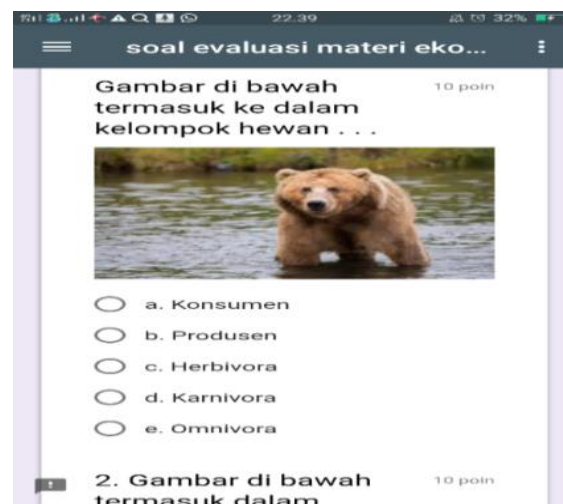 22.39
32%
soal evaluasi materi eko...
Gambar di bawah
10 poin
termasuk ke dalam
kelompok hewan . . .
a. Konsumen
b. Produsen
c. Herbivora
d. Karnivora
e. Omnivora
2. Gambar di bawah
10 poin
termasuk dalam